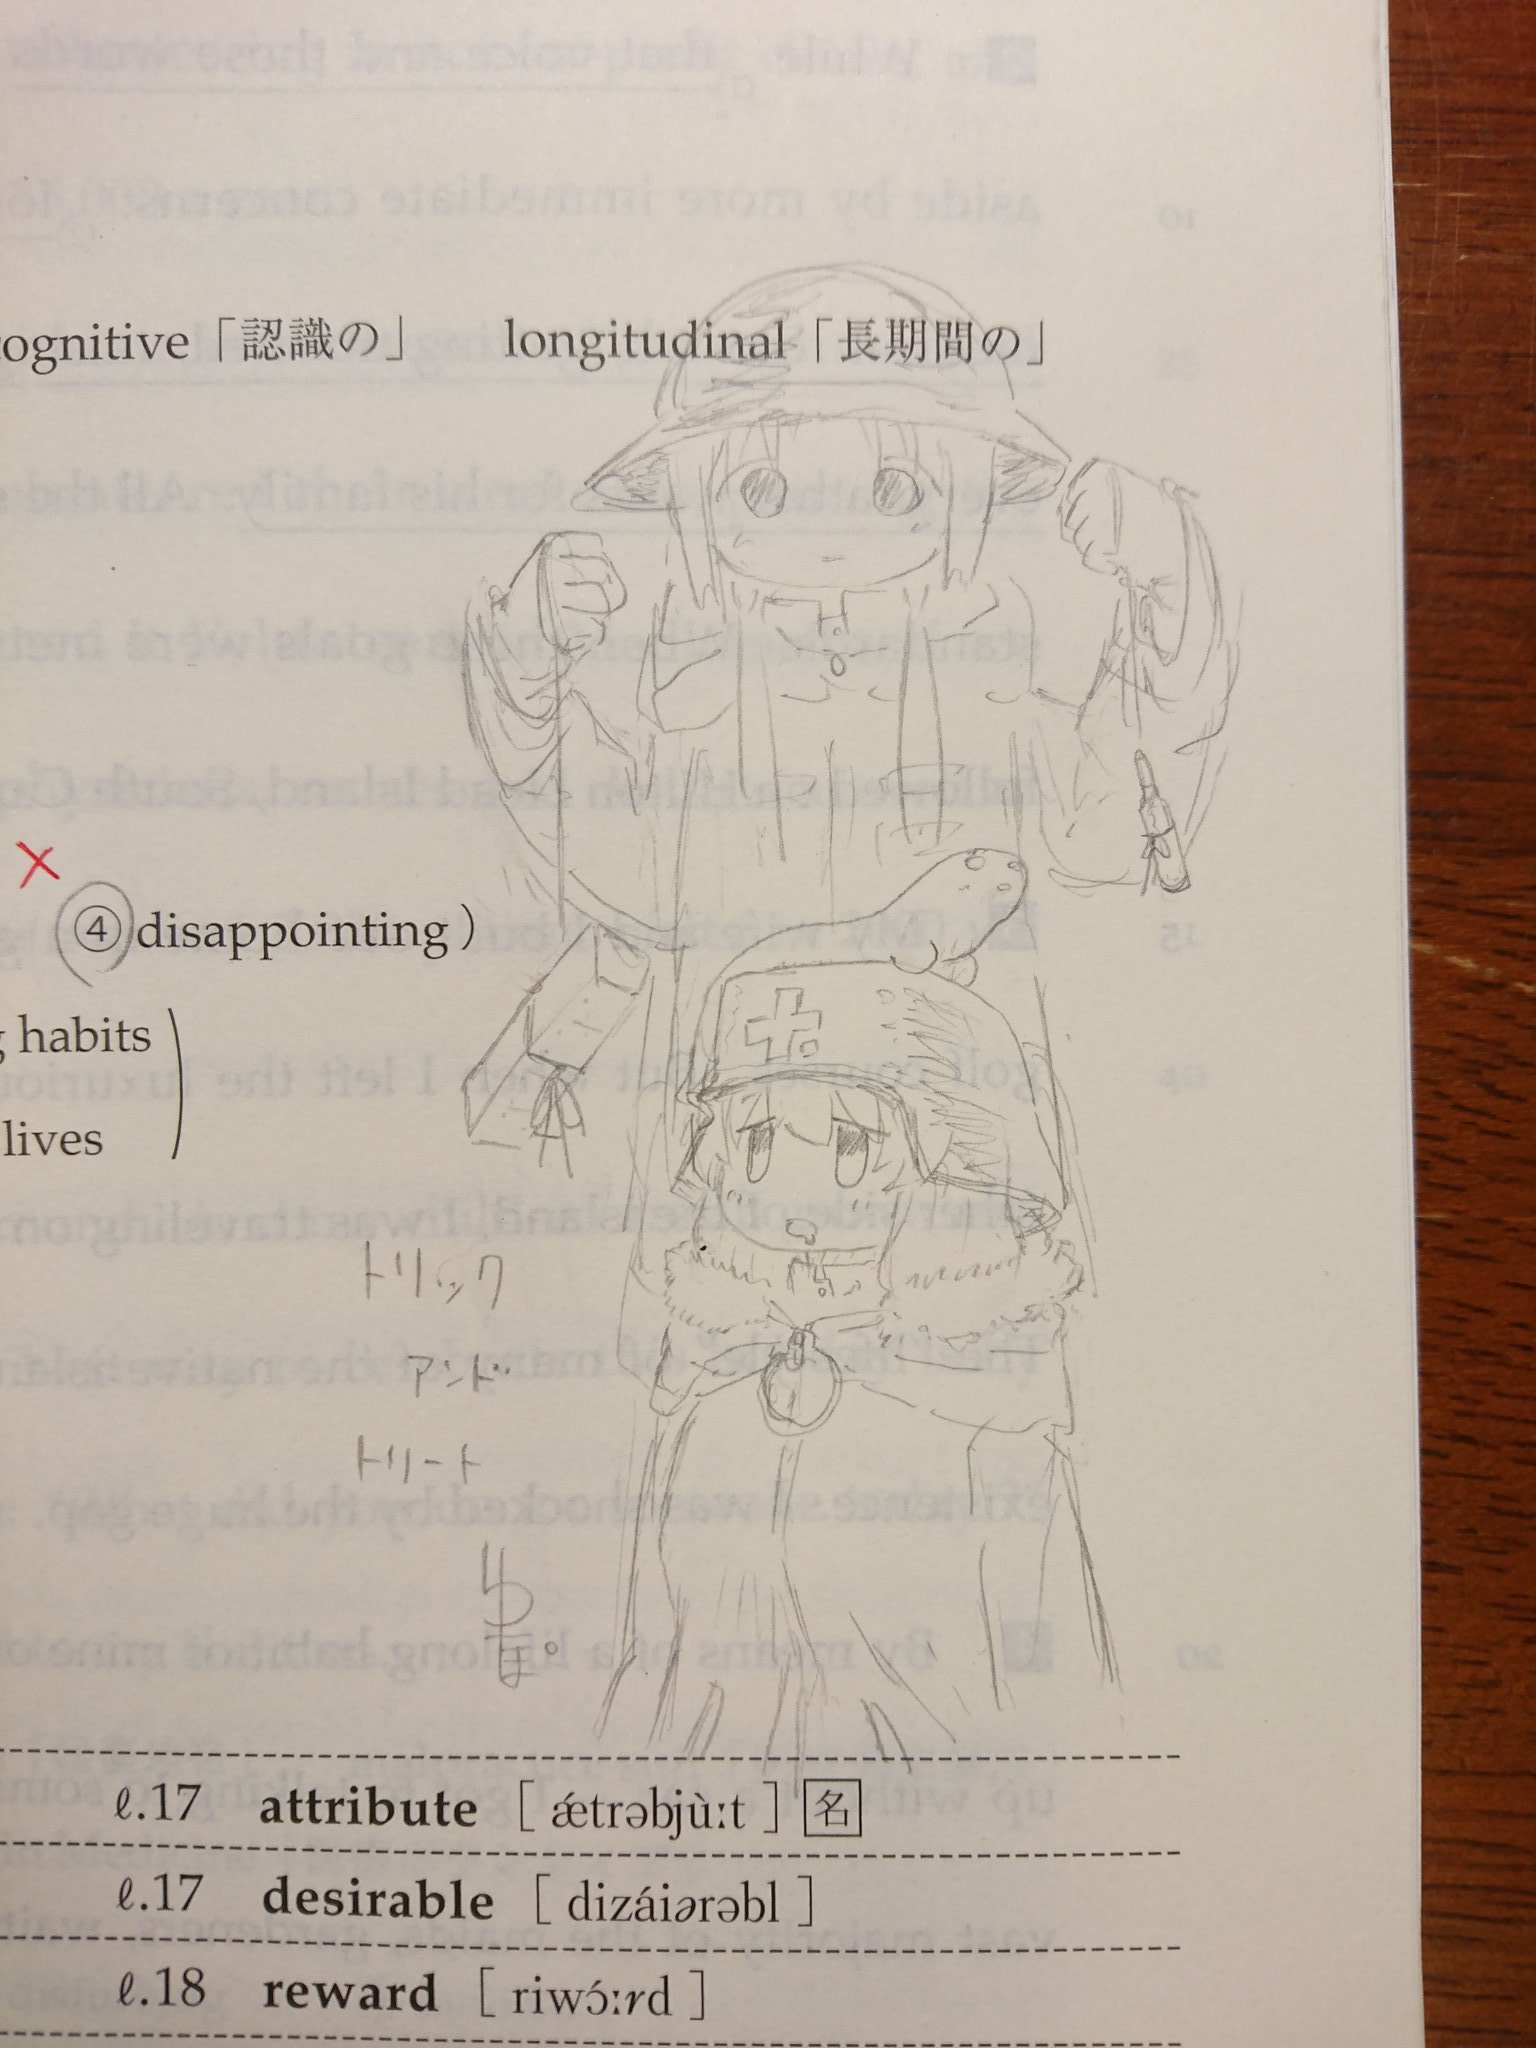 cognitive「認識の」 longitudinal「長期間の」
④ disappointing )
habits
lives
トリック
アンド
トリート
ℓ.17 attribute [ ǽtrəbjùːt ] 名
ℓ.17 desirable [ dizáiərəbl ]
ℓ.18 reward [ riwɔ́ːrd ]